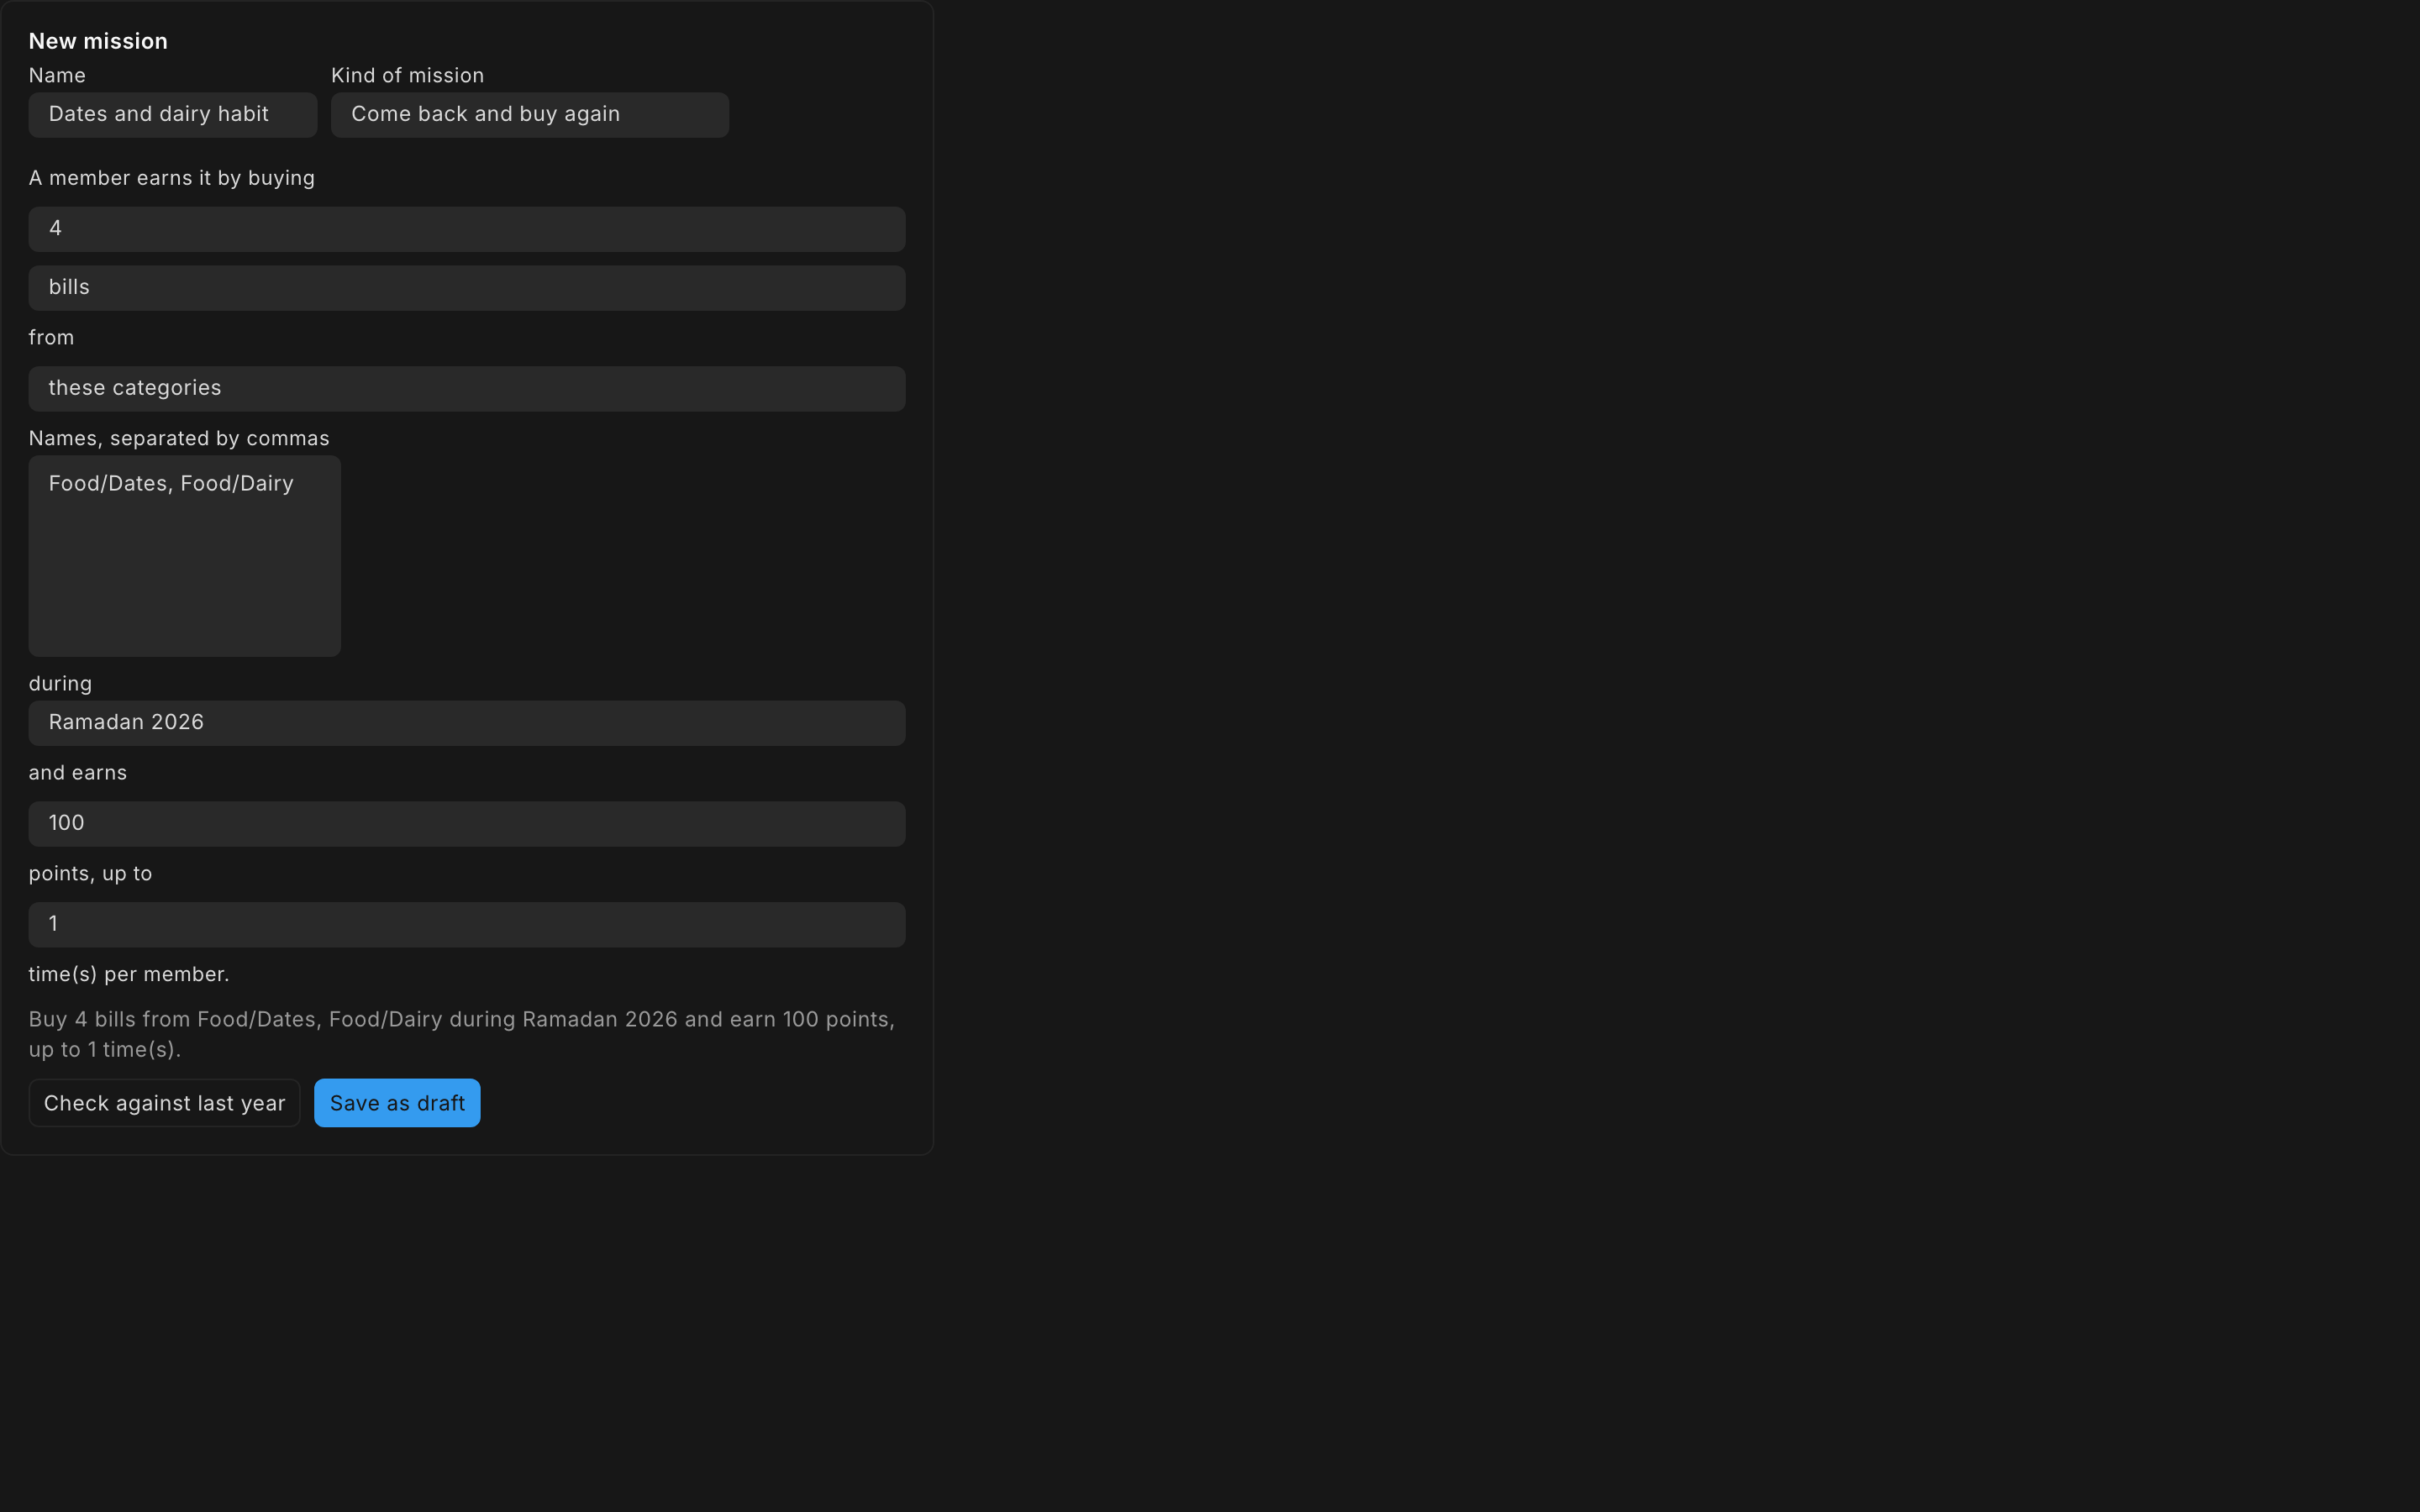 New mission
Name
Kind of mission
Dates and dairy habit
Come back and buy again
A member earns it by buying
4
bills
from
these categories
Names, separated by commas
Food/Dates, Food/Dairy
during
Ramadan 2026
and earns
100
points, up to
1
time(s) per member.
Buy 4 bills from Food/Dates, Food/Dairy during Ramadan 2026 and earn 100 points,
up to 1 time(s).
Check against last year
Save as draft